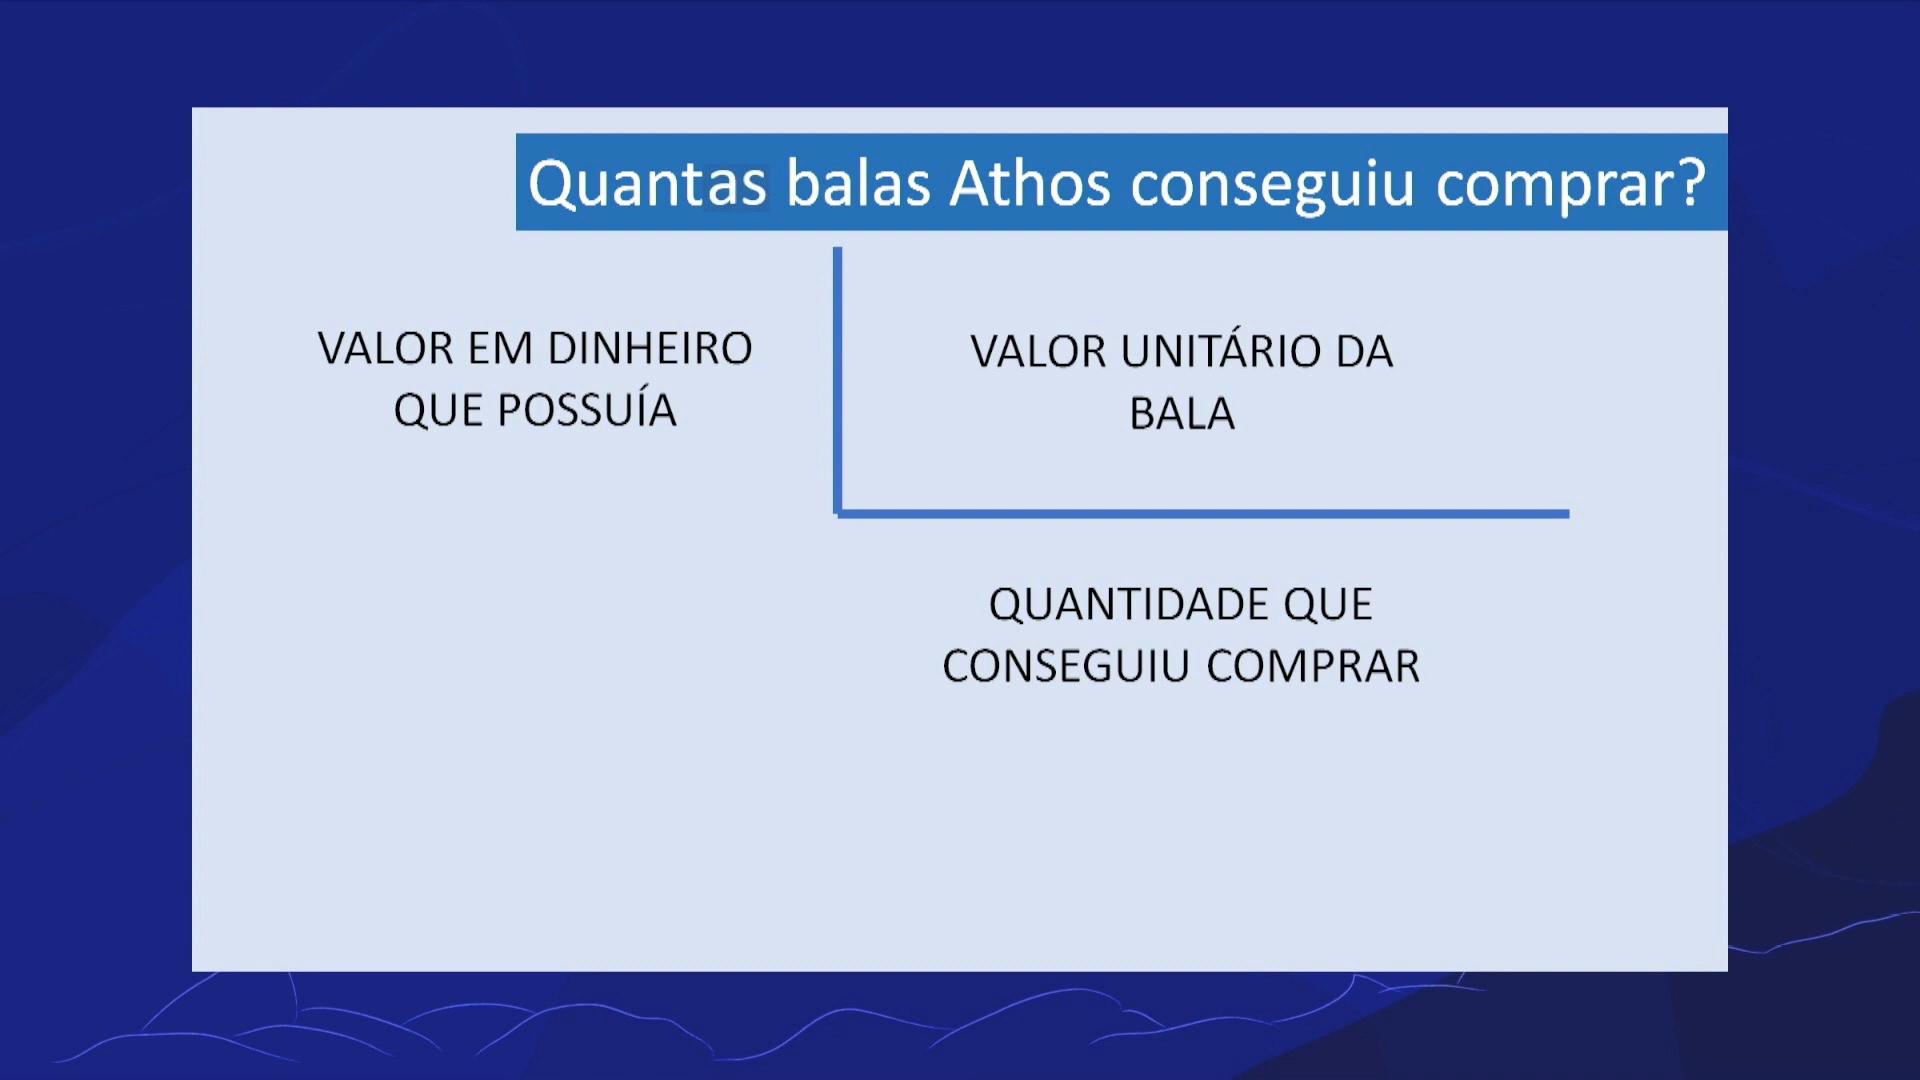 Quantas balas Athos conseguiu comprar?
VALOR EM DINHEIRO
QUE POSSUÍA
VALOR UNITÁRIO DA
BALA
QUANTIDADE QUE
CONSEGUIU COMPRAR